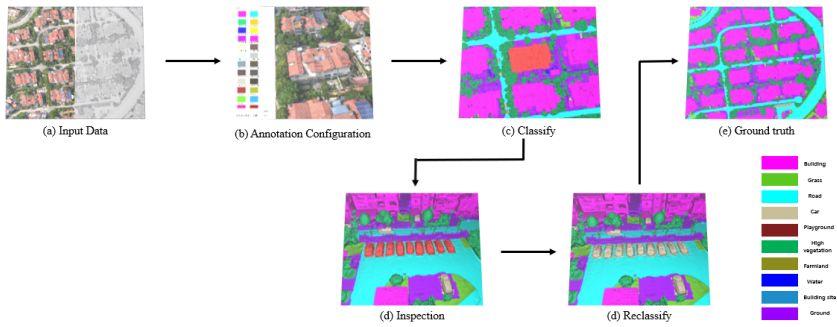 (a) Input Data
(b) Annotation Configuration
(c) Classify
(e) Ground truth
(d) Inspection
(d) Reclassify
Building
Grass
Road
Car
Playground
High
vegatation
Farmland
Water
Building site
Ground